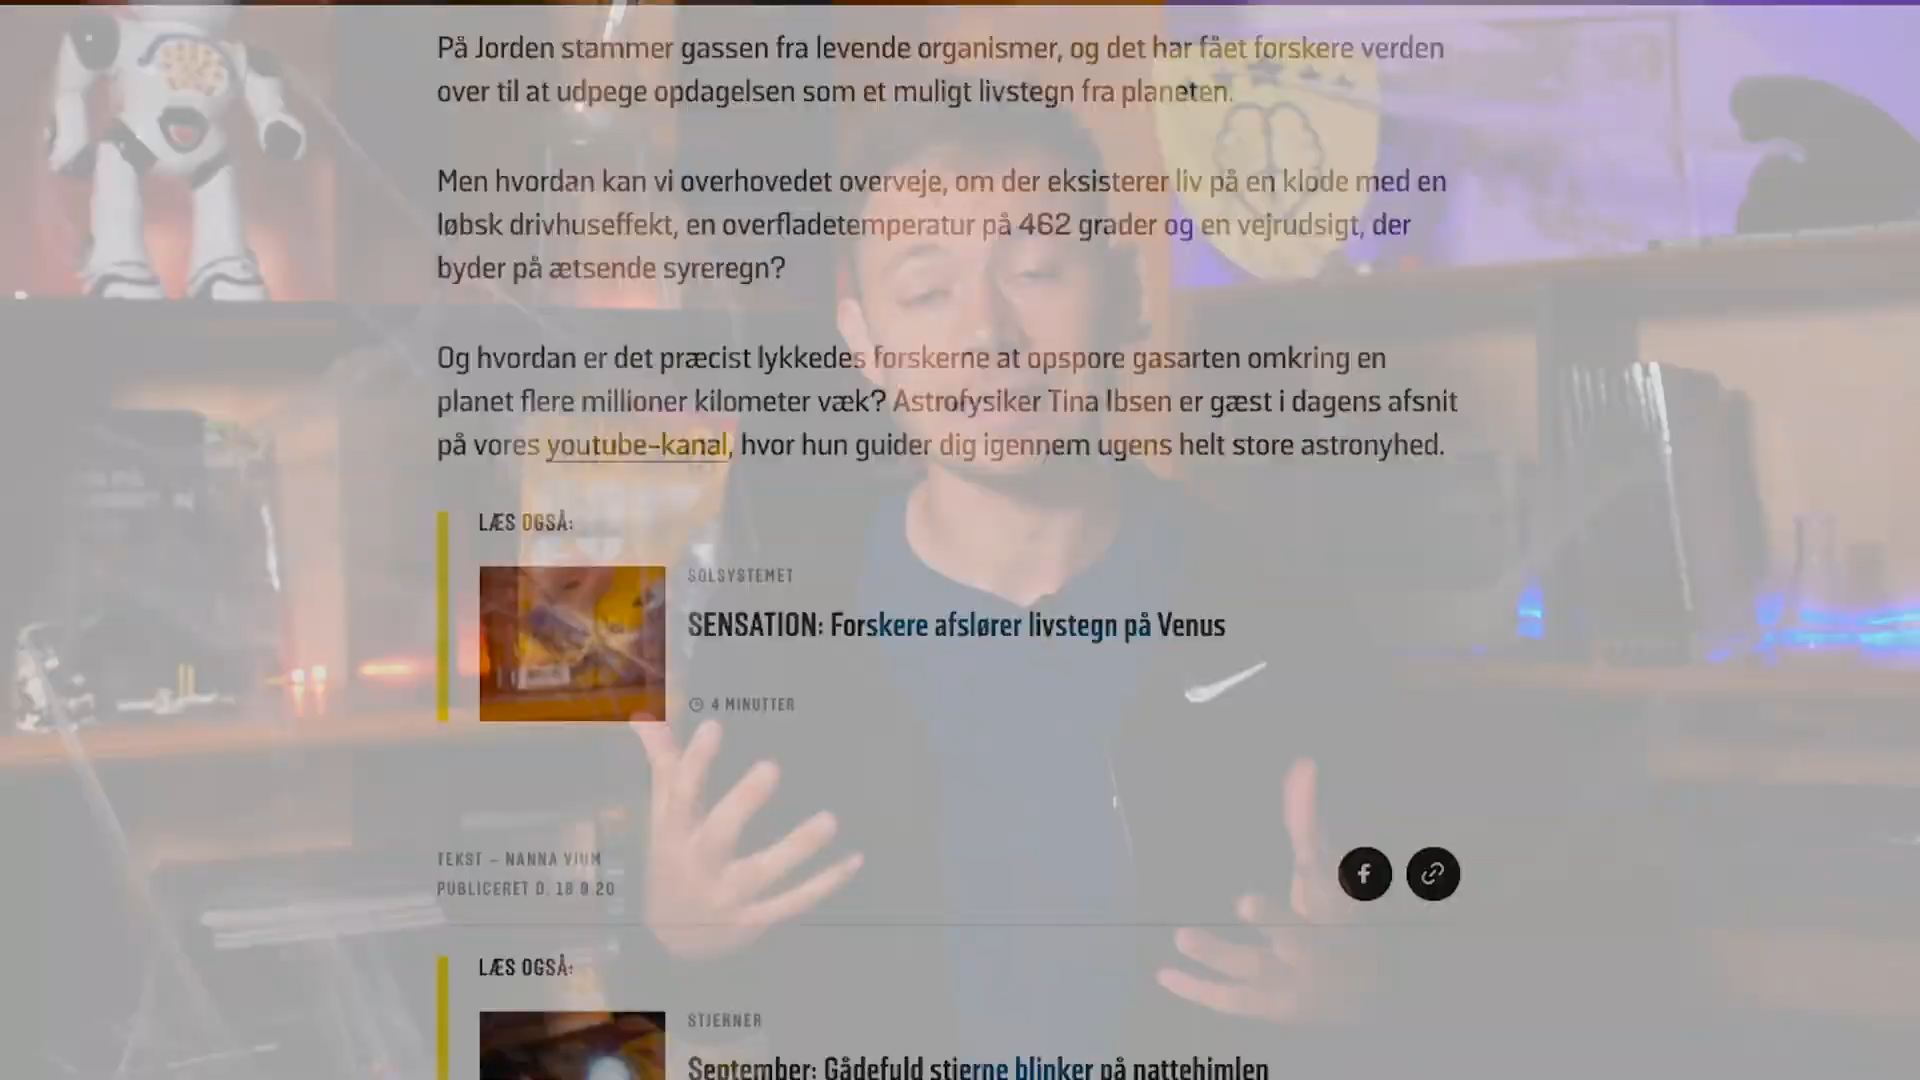 På Jorden stammer gassen fra levende organismer, og det har fået forskere verden
over til at udpege opdagelsen som et muligt livstegn fra planeten.
Men hvordan kan vi overhovedet overveje, om der eksisterer liv på en klode med en
løbsk drivhuseffekt, en overfladetemperatur på 462 grader og en vejrudsigt, der
byder på ætsende syreregn?
Og hvordan er det præcist lykkedes forskerne at opspore gasarten omkring en
planet flere millioner kilometer væk? Astrofysiker Tina Ibsen er gæst i dagens afsnit
på vores youtube-kanal, hvor hun guider dig igennem ugens helt store astronyhed.
LÆS OGSÅ:
SOLSYSTEMET
SENSATION: Forskere afslører livstegn på Venus
4 MINUTTER
TEKST – NANNA VIUM
PUBLICERET D. 18.9.20
LÆS OGSÅ:
STJERNER
September: Gådefuld stjerne blinker på nattehimlen